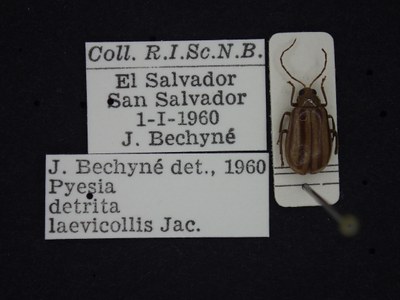 Coll. R.I.Sc.N.B.
El Salvador
San Salvador
1-I-1960
J. Bechyné
J. Bechyné det., 1960
Pyesia
detrita
laevicollis Jac.